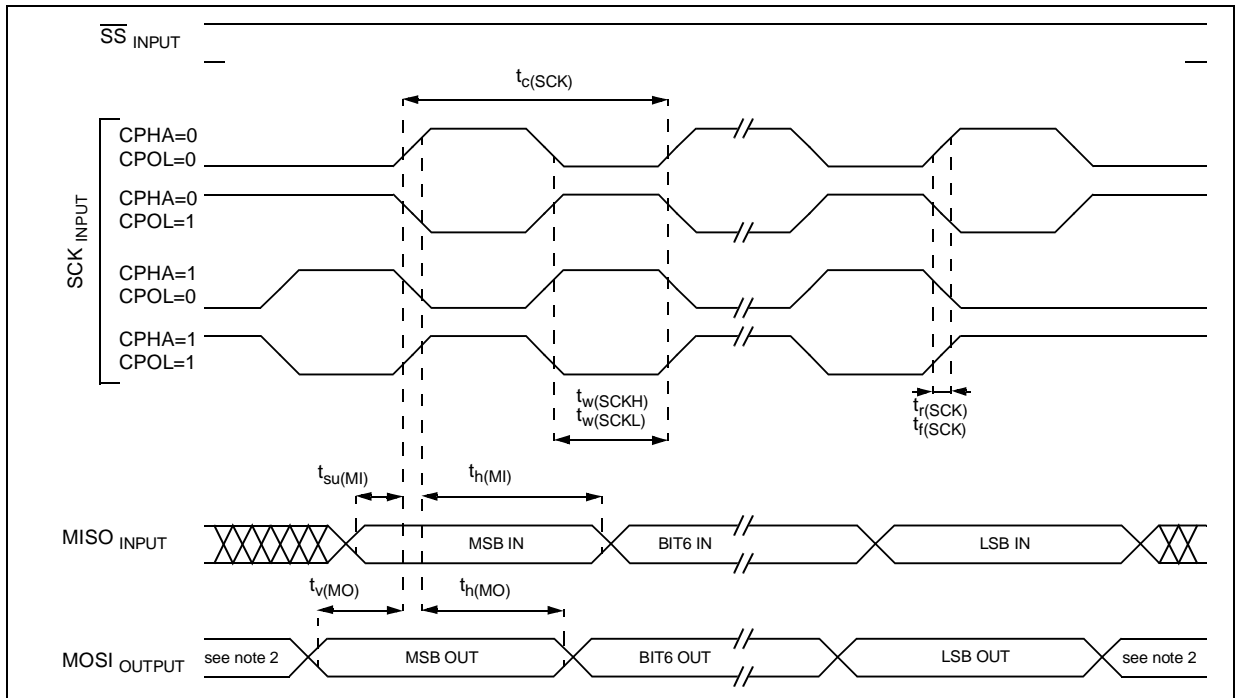 SS INPUT
tc(SCK)
SCK INPUT
CPHA=0
CPOL=0
CPHA=0
CPOL=1
CPHA=1
CPOL=0
CPHA=1
CPOL=1
tw(SCKH)
tw(SCKL)
tr(SCK)
tf(SCK)
tsu(MI)
th(MI)
MISO INPUT
MSB IN
BIT6 IN
LSB IN
tv(MO)
th(MO)
MOSI OUTPUT
see note 2
MSB OUT
BIT6 OUT
LSB OUT
see note 2